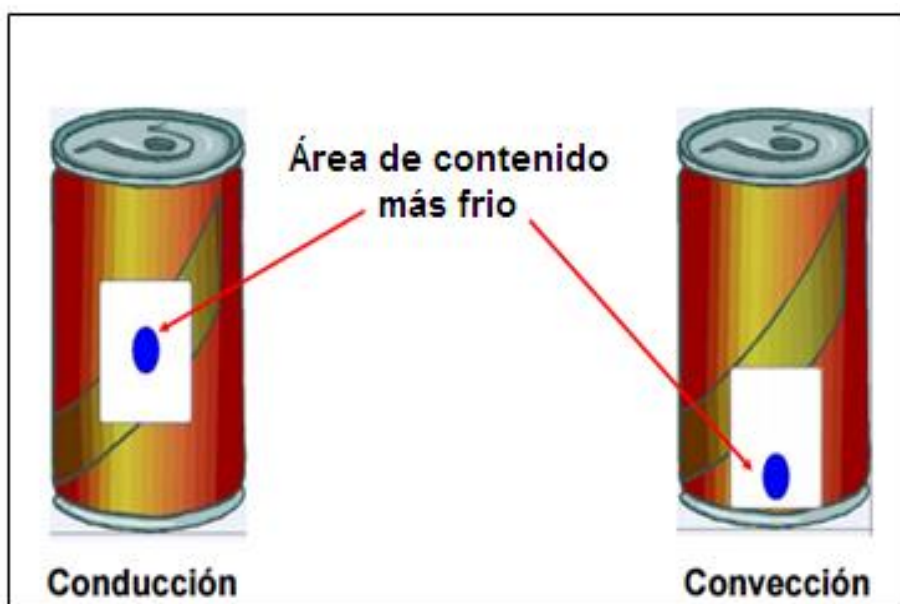 Área de contenido
más frio
Conducción
Convección